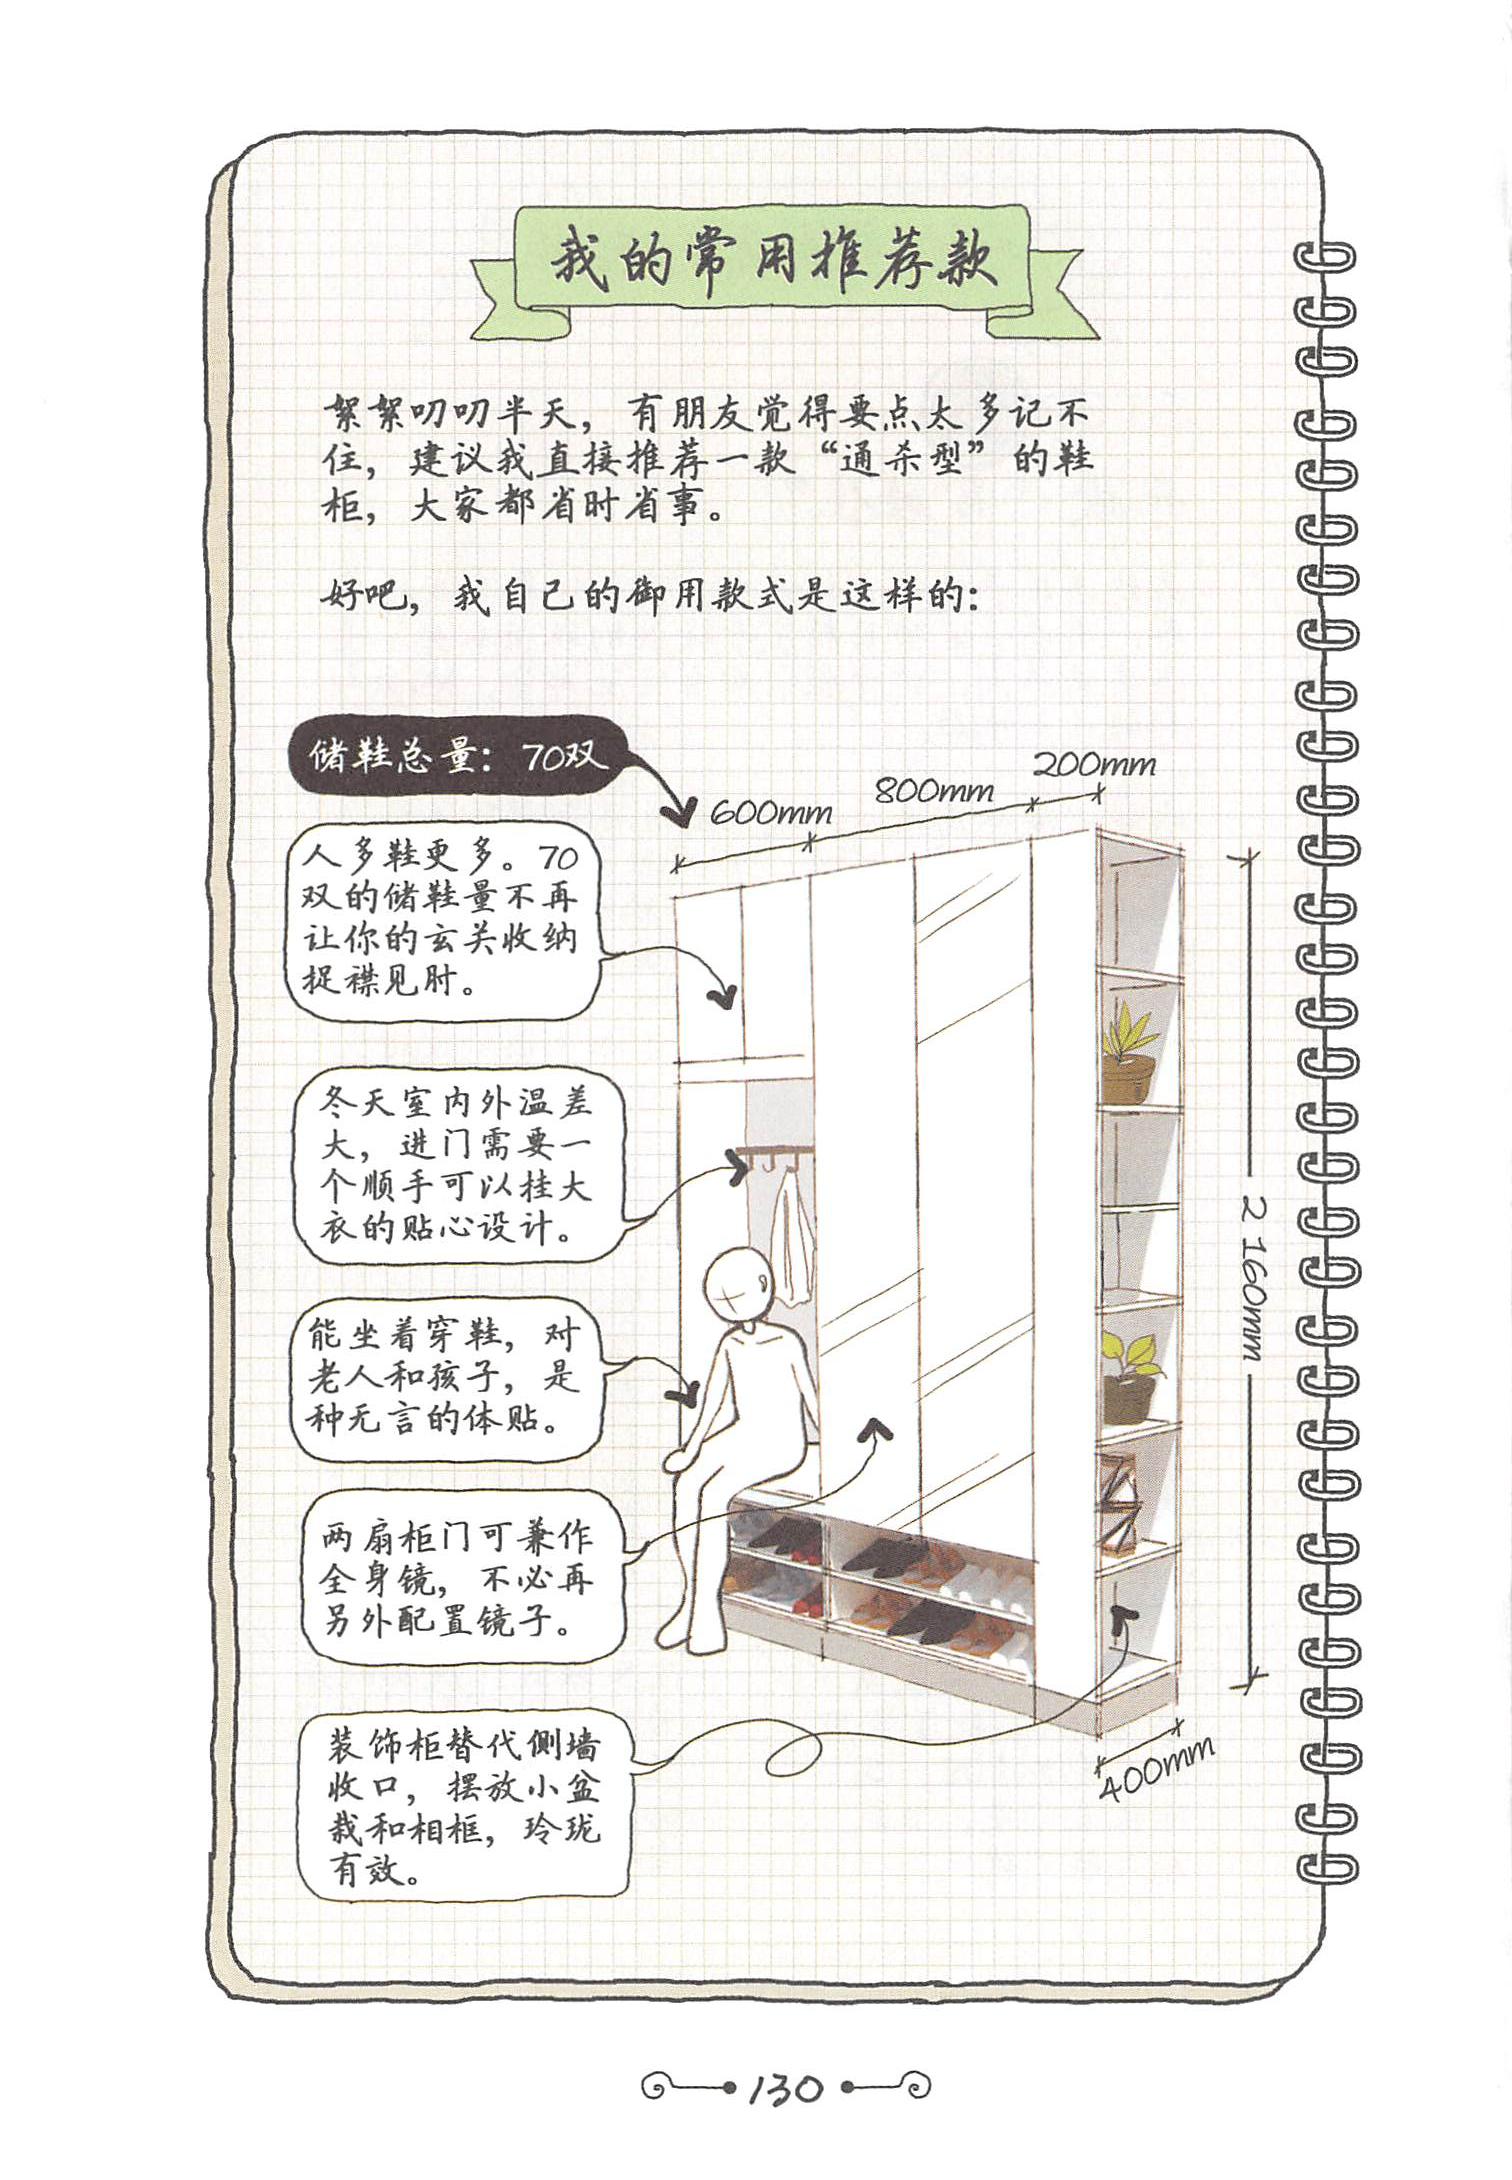 我的常用推荐款
絮絮叨叨半天，有朋友觉得要点太多记不
住，建议我直接推荐一款“通杀型”的鞋
柜，大家都省时省事。
好吧，我自己的御用款式是这样的：
储鞋总量：70双
600mm
800mm
200mm
人多鞋更多。70
双的储鞋量不再
让你的玄关收纳
捉襟见肘。
冬天室内外温差
大，进门需要一
个顺手可以挂大
衣的贴心设计。
能坐着穿鞋，对
老人和孩子，是
种无言的体贴。
两扇柜门可兼作
全身镜，不必再
另外配置镜子。
装饰柜替代侧墙
收口，摆放小盆
栽和相框，玲珑
有效。
2160mm
400mm
130